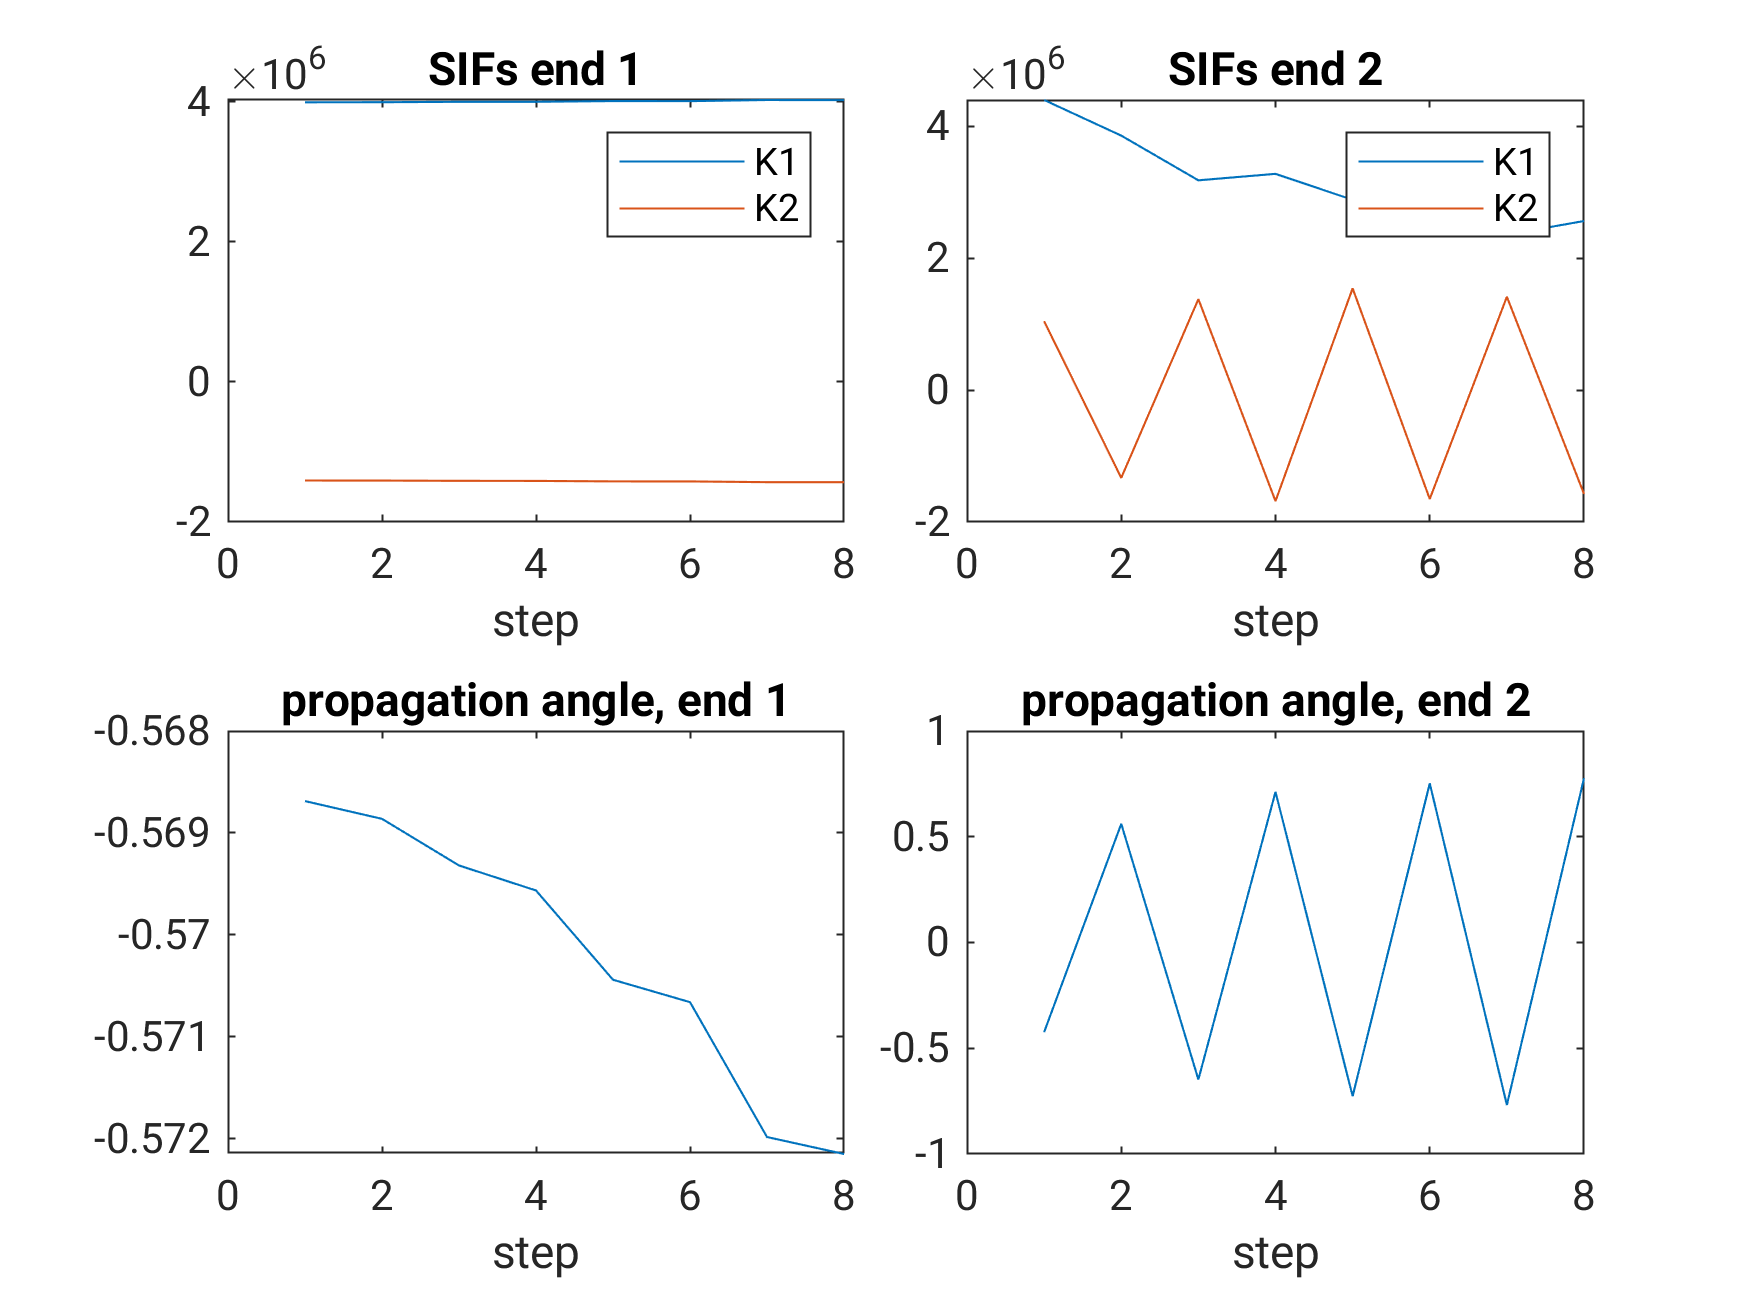 ×10^6
SIFs end 1
4
2
0
-2
K1
K2
0 2 4 6 8
step
×10^6
SIFs end 2
4
2
0
-2
K1
K2
0 2 4 6 8
step
propagation angle, end 1
-0.568
-0.569
-0.57
-0.571
-0.572
0 2 4 6 8
step
propagation angle, end 2
1
0.5
0
-0.5
-1
0 2 4 6 8
step